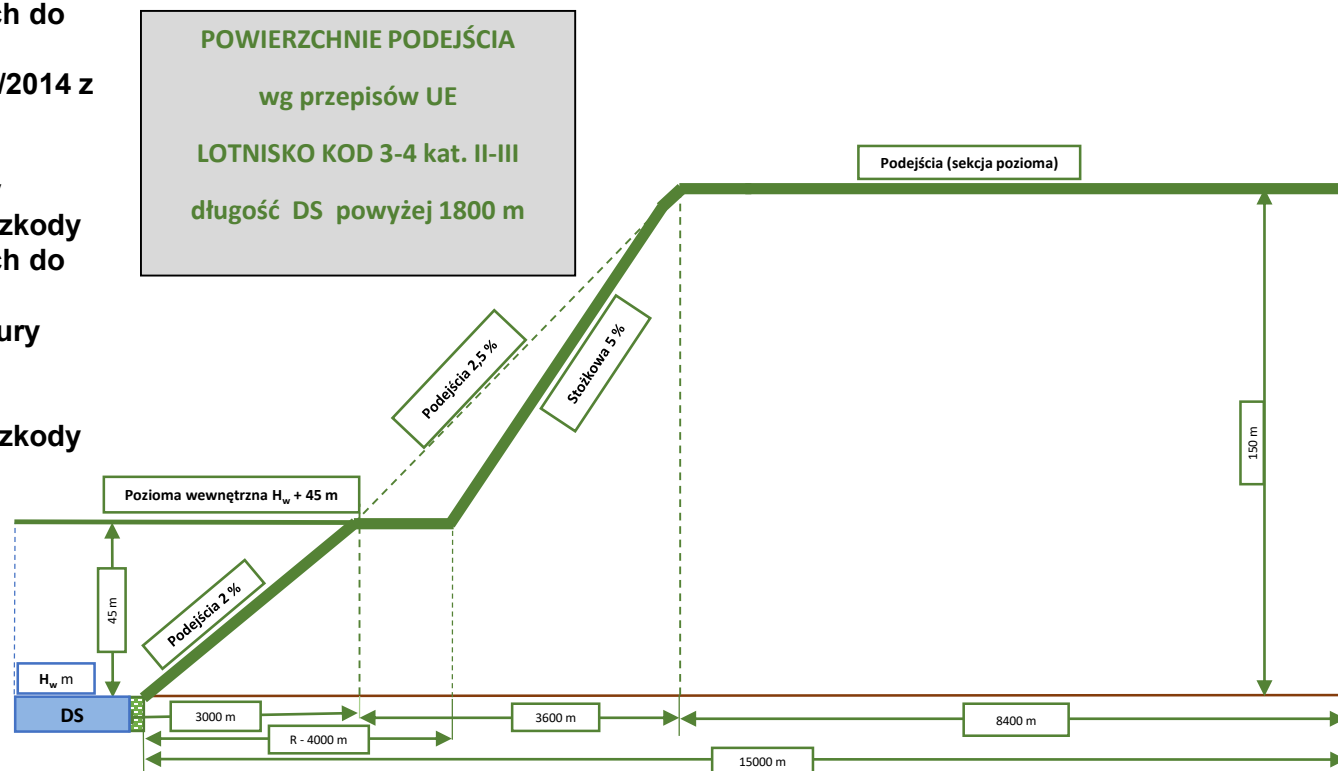 ch do
/2014 z
szkody
ch do
ury
szkody
POWIERZCHNIE PODEJŚCIA
wg przepisów UE
LOTNISKO KOD 3-4 kat. II-III
długość DS powyżej 1800 m
Podejścia (sekcja pozioma)
Podejścia 2,5 %
Stożkowa 5 %
150 m
Pozioma wewnętrzna Hw + 45 m
45 m
Podejścia 2 %
Hw m
DS
3000 m
3600 m
8400 m
R - 4000 m
15000 m